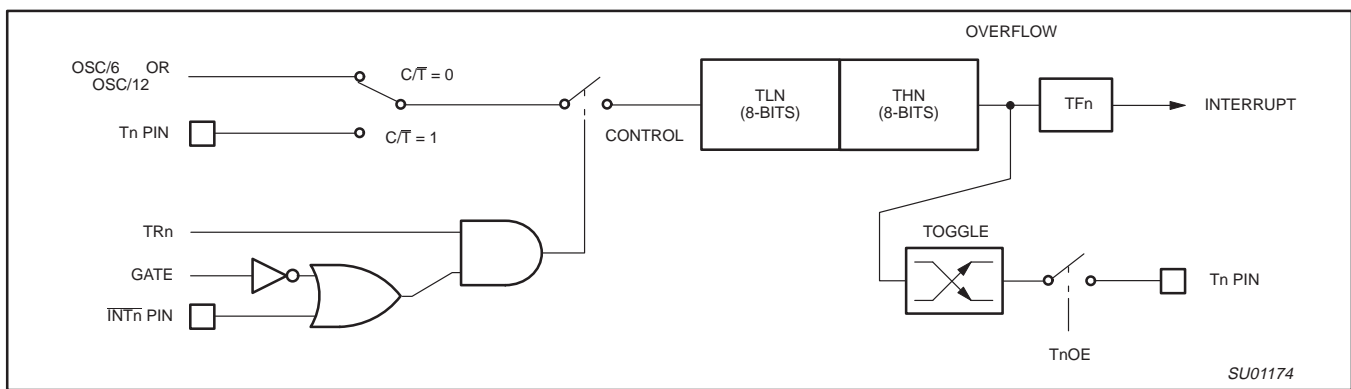 OVERFLOW
OSC/6 OR
OSC/12
C/T̅ = 0
TLN
(8-BITS)
THN
(8-BITS)
TFn
INTERRUPT
Tn PIN
C/T̅ = 1
CONTROL
TRn
TOGGLE
GATE
Tn PIN
I̅N̅T̅n̅ PIN
TnOE
SU01174